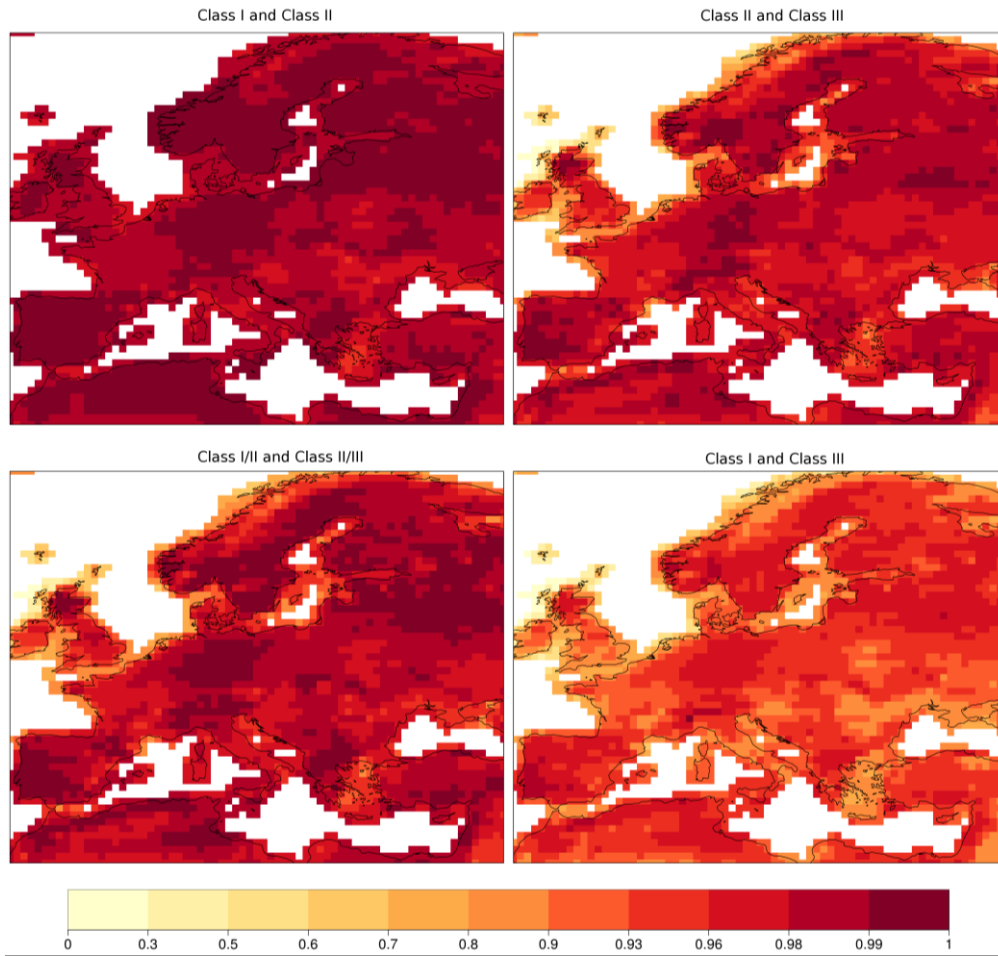 Class I and Class II
Class II and Class III
Class I/II and Class II/III
Class I and Class III
0 0.3 0.5 0.6 0.7 0.8 0.9 0.93 0.96 0.98 0.99 1